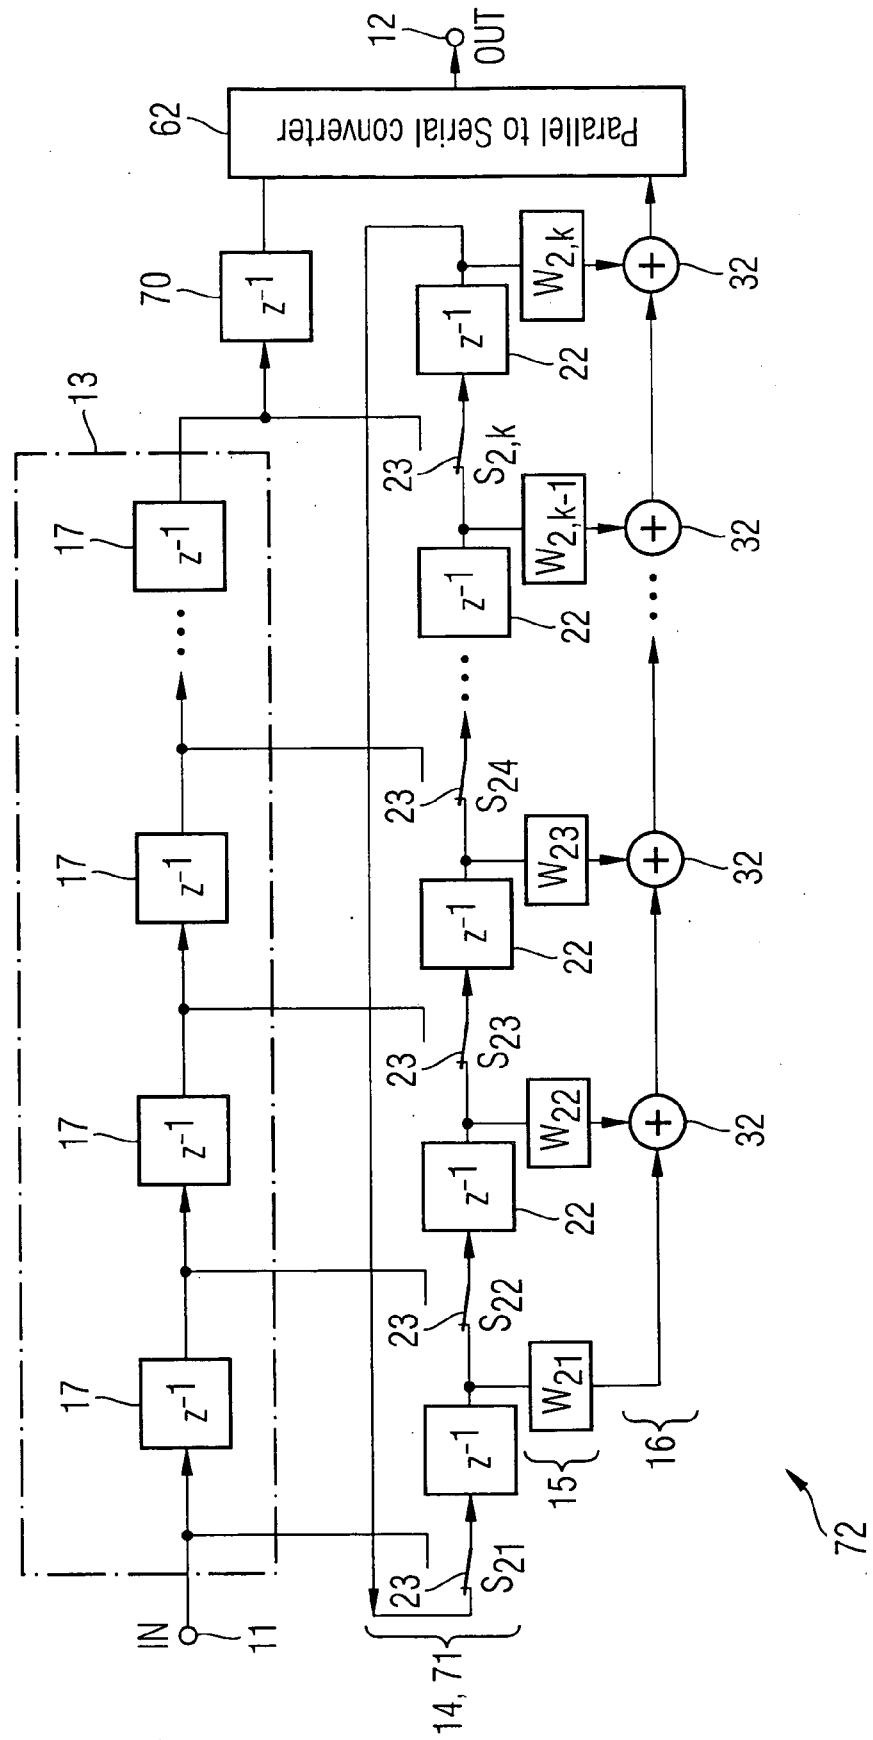 IN
11
13
17
z⁻¹
17
z⁻¹
17
z⁻¹
17
z⁻¹
...
70
z⁻¹
62
Parallel to Serial converter
12
OUT
14, 71
23
S₂₁
z⁻¹
23
S₂₂
z⁻¹
22
23
S₂₃
z⁻¹
22
23
S₂₄
...
z⁻¹
22
23
S₂,ₖ
z⁻¹
22
15
W₂₁
W₂₂
W₂₃
W₂,ₖ₋₁
W₂,ₖ
16
+
32
+
32
...
+
32
+
32
72